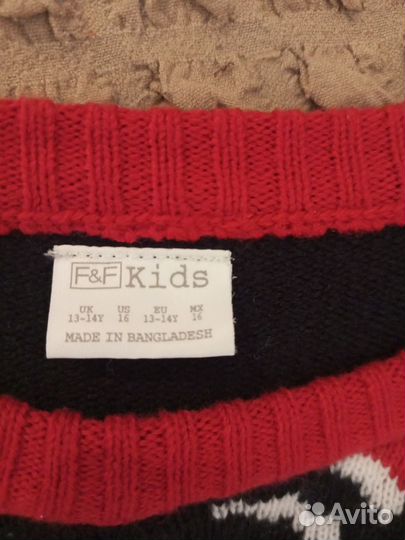 F&F Kids
UK US EU MX
13-14Y 16 13-14Y 16
MADE IN BANGLADESH
Avito